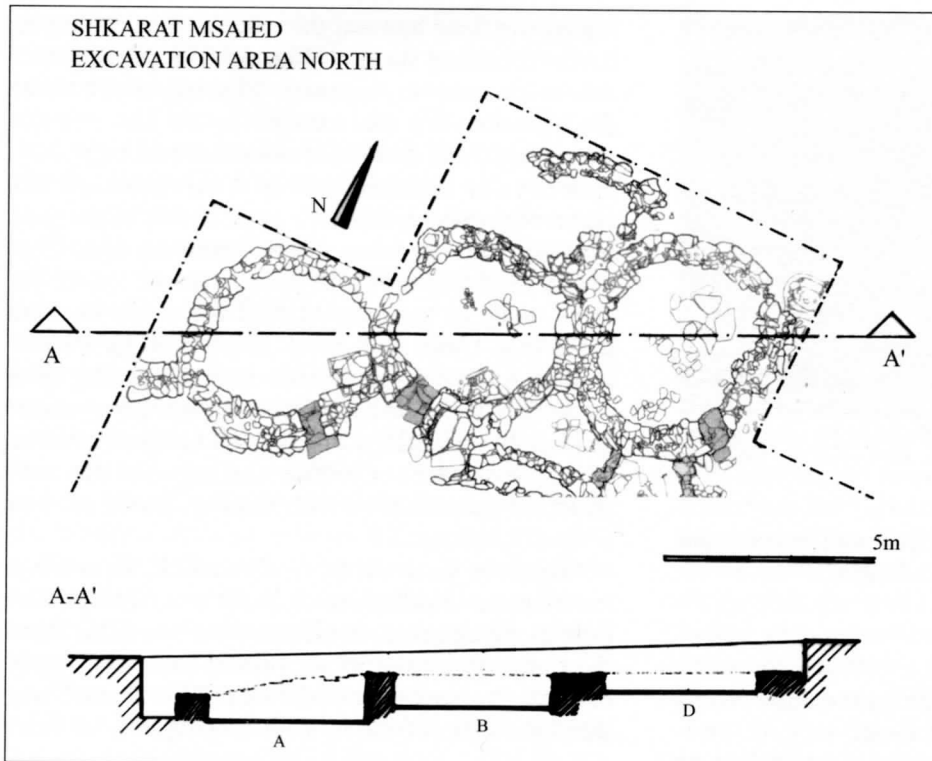 SHKARAT MSAIED
EXCAVATION AREA NORTH
N
A
A'
5m
A-A'
A
B
D